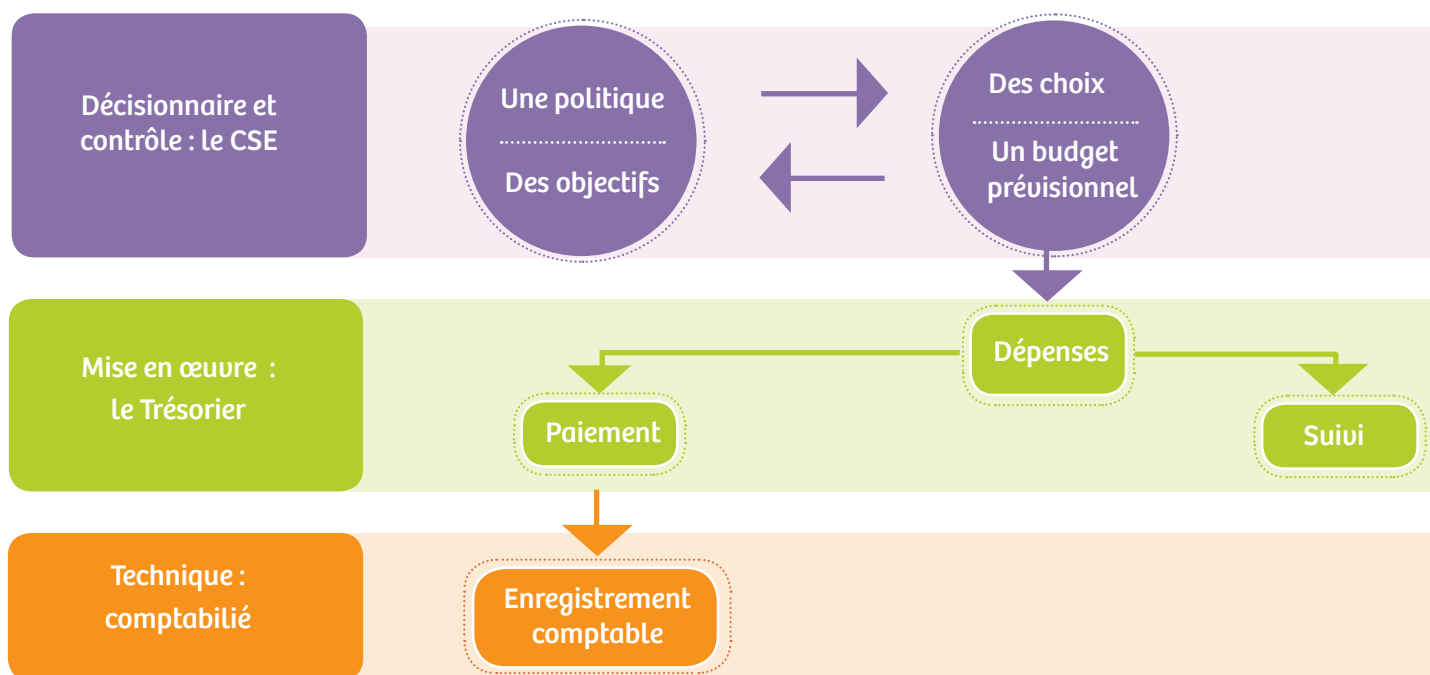 Décisionnaire et
contrôle : le CSE
Une politique
Des objectifs
Des choix
Un budget
prévisionnel
Mise en œuvre :
le Trésorier
Dépenses
Paiement
Suivi
Technique :
comptabilié
Enregistrement
comptable